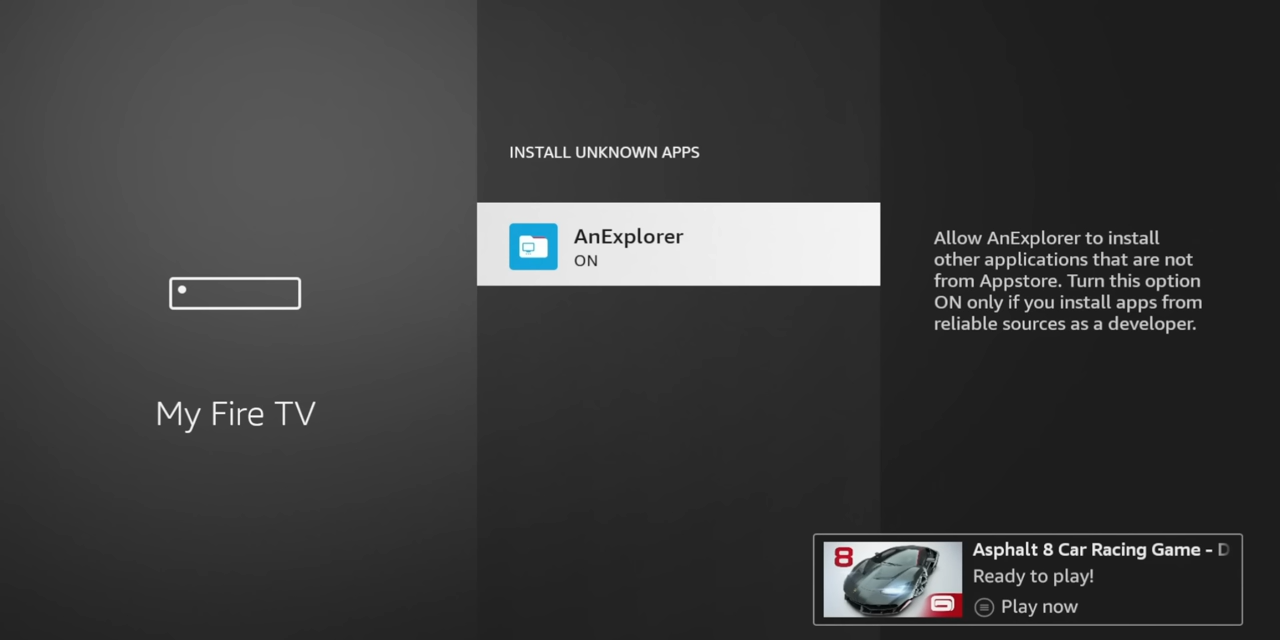 INSTALL UNKNOWN APPS
AnExplorer
ON
My Fire TV
Allow AnExplorer to install
other applications that are not
from Appstore. Turn this option
ON only if you install apps from
reliable sources as a developer.
8
Asphalt 8 Car Racing Game - D
Ready to play!
Play now